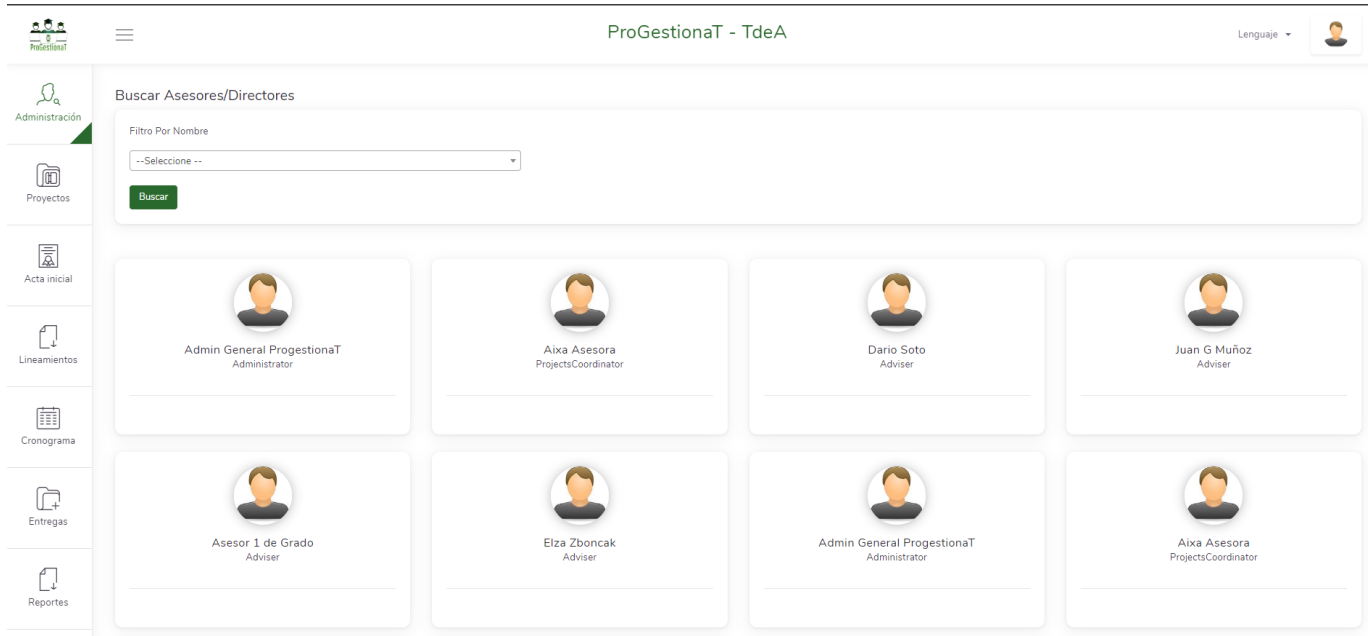 ProGestionaT
ProGestionaT - TdeA
Lenguaje
Administración
Proyectos
Acta inicial
Lineamientos
Cronograma
Entregas
Reportes
Buscar Asesores/Directores
Filtro Por Nombre
--Seleccione --
Buscar
Admin General ProgestionaT
Administrator
Aixa Asesora
ProjectsCoordinator
Dario Soto
Adviser
Juan G Muñoz
Adviser
Asesor 1 de Grado
Adviser
Elza Zboncak
Adviser
Admin General ProgestionaT
Administrator
Aixa Asesora
ProjectsCoordinator